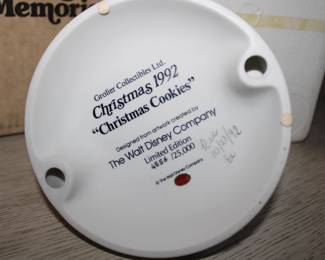 Memorie
Grolier Collectibles Ltd.
Christmas 1992
"Christmas Cookies"
Designed from artwork created by
The Walt Disney Company
Limited Edition
/25,000
© The Walt Disney Company